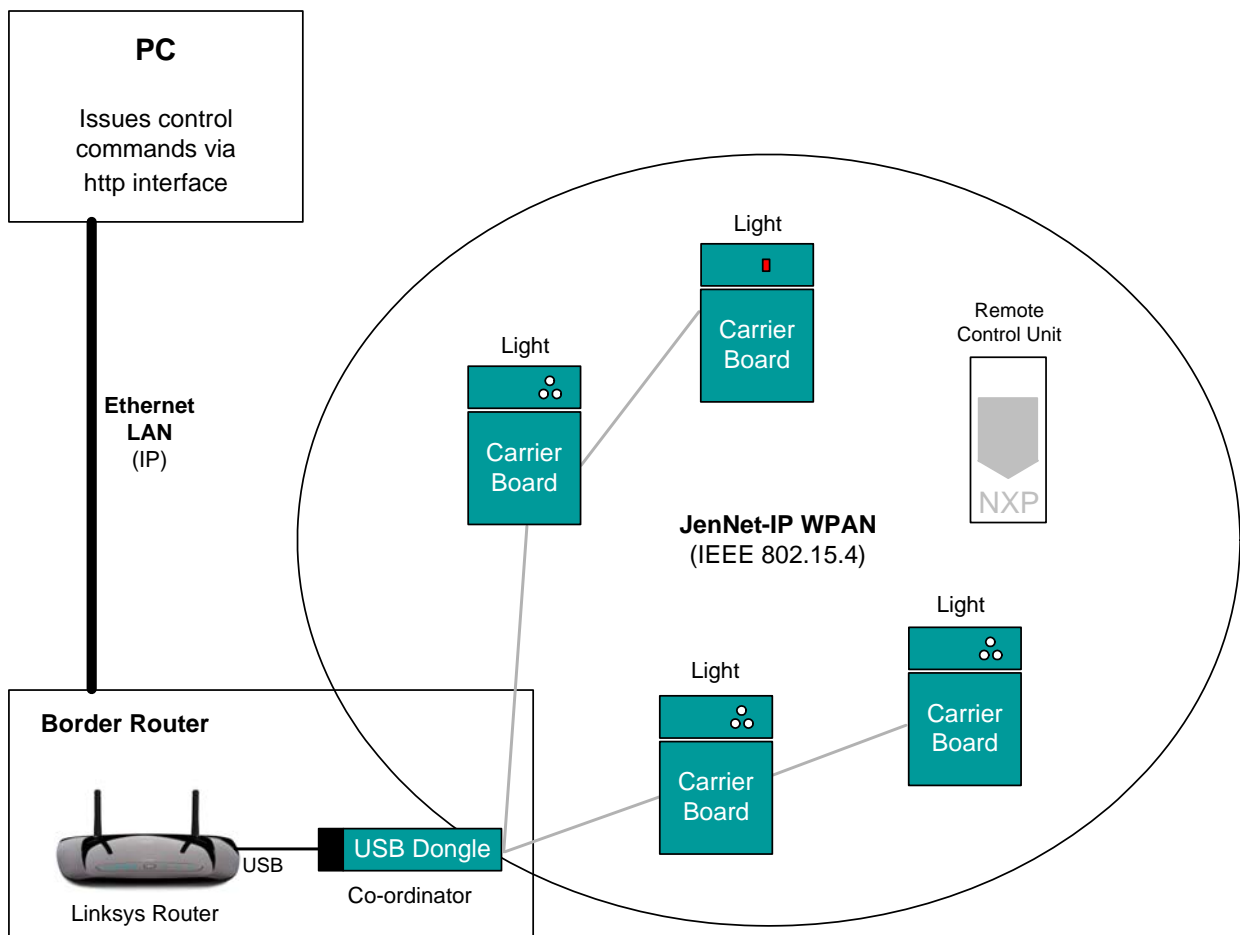 PC
Issues control
commands via
http interface
Ethernet
LAN
(IP)
Light
Carrier
Board
Light
Carrier
Board
Remote
Control Unit
NXP
JenNet-IP WPAN
(IEEE 802.15.4)
Light
Carrier
Board
Light
Carrier
Board
Border Router
USB
USB Dongle
Linksys Router
Co-ordinator